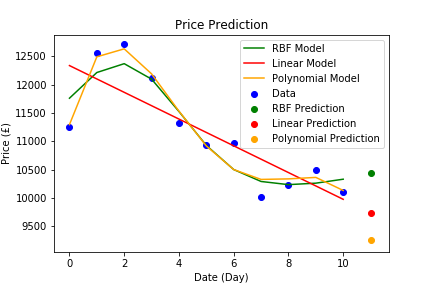 Price Prediction
RBF Model
Linear Model
Polynomial Model
Data
RBF Prediction
Linear Prediction
Polynomial Prediction
Price (£)
12500
12000
11500
11000
10500
10000
9500
0 2 4 6 8 10
Date (Day)